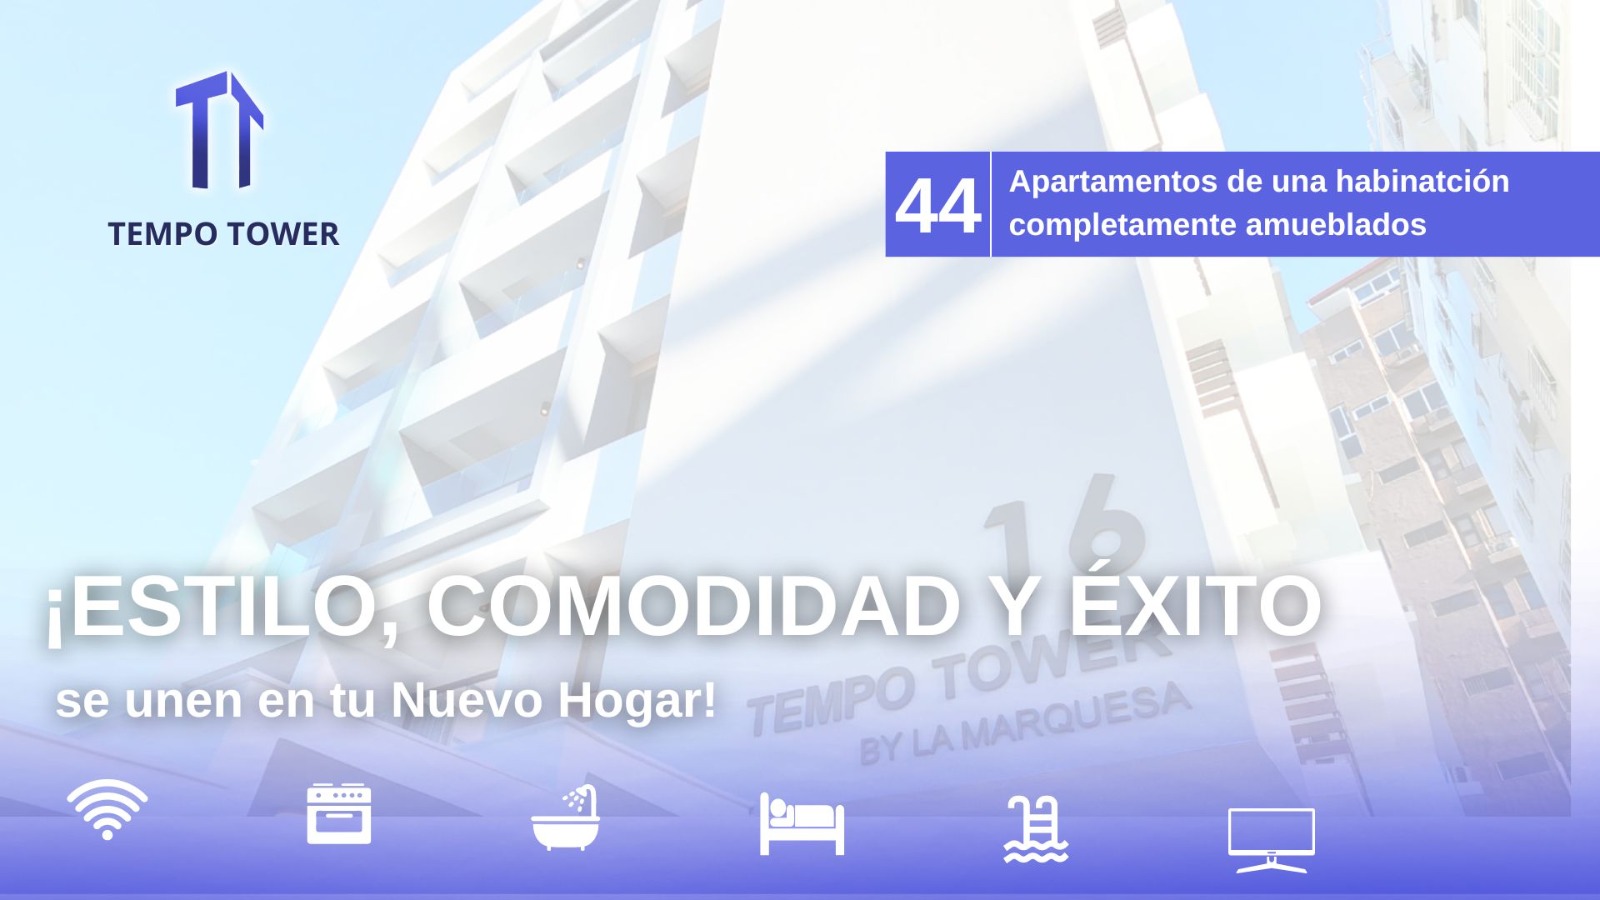 TEMPO TOWER
44
Apartamentos de una habinatción
completamente amueblados
16
¡ESTILO, COMODIDAD Y ÉXITO
se unen en tu Nuevo Hogar!
TEMPO TOWER
BY LA MARQUESA